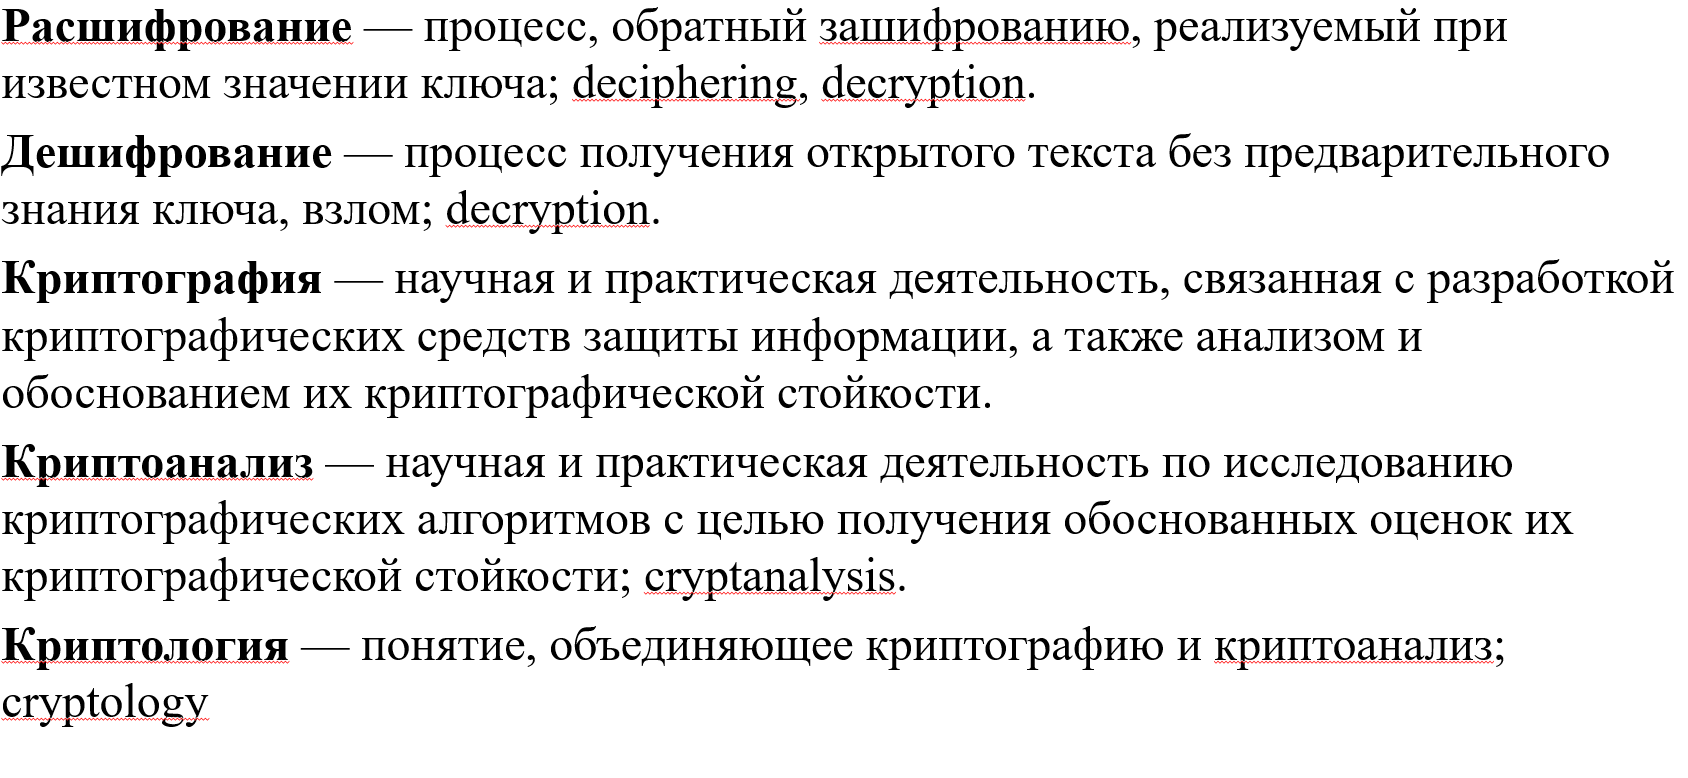 Расшифрование — процесс, обратный зашифрованию, реализуемый при
известном значении ключа; deciphering, decryption.
Дешифрование — процесс получения открытого текста без предварительного
знания ключа, взлом; decryption.
Криптография — научная и практическая деятельность, связанная с разработкой
криптографических средств защиты информации, а также анализом и
обоснованием их криптографической стойкости.
Криптоанализ — научная и практическая деятельность по исследованию
криптографических алгоритмов с целью получения обоснованных оценок их
криптографической стойкости; cryptanalysis.
Криптология — понятие, объединяющее криптографию и криптоанализ;
cryptology